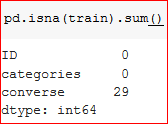 pd.isna(train).sum()
ID 0
categories 0
converse 29
dtype: int64